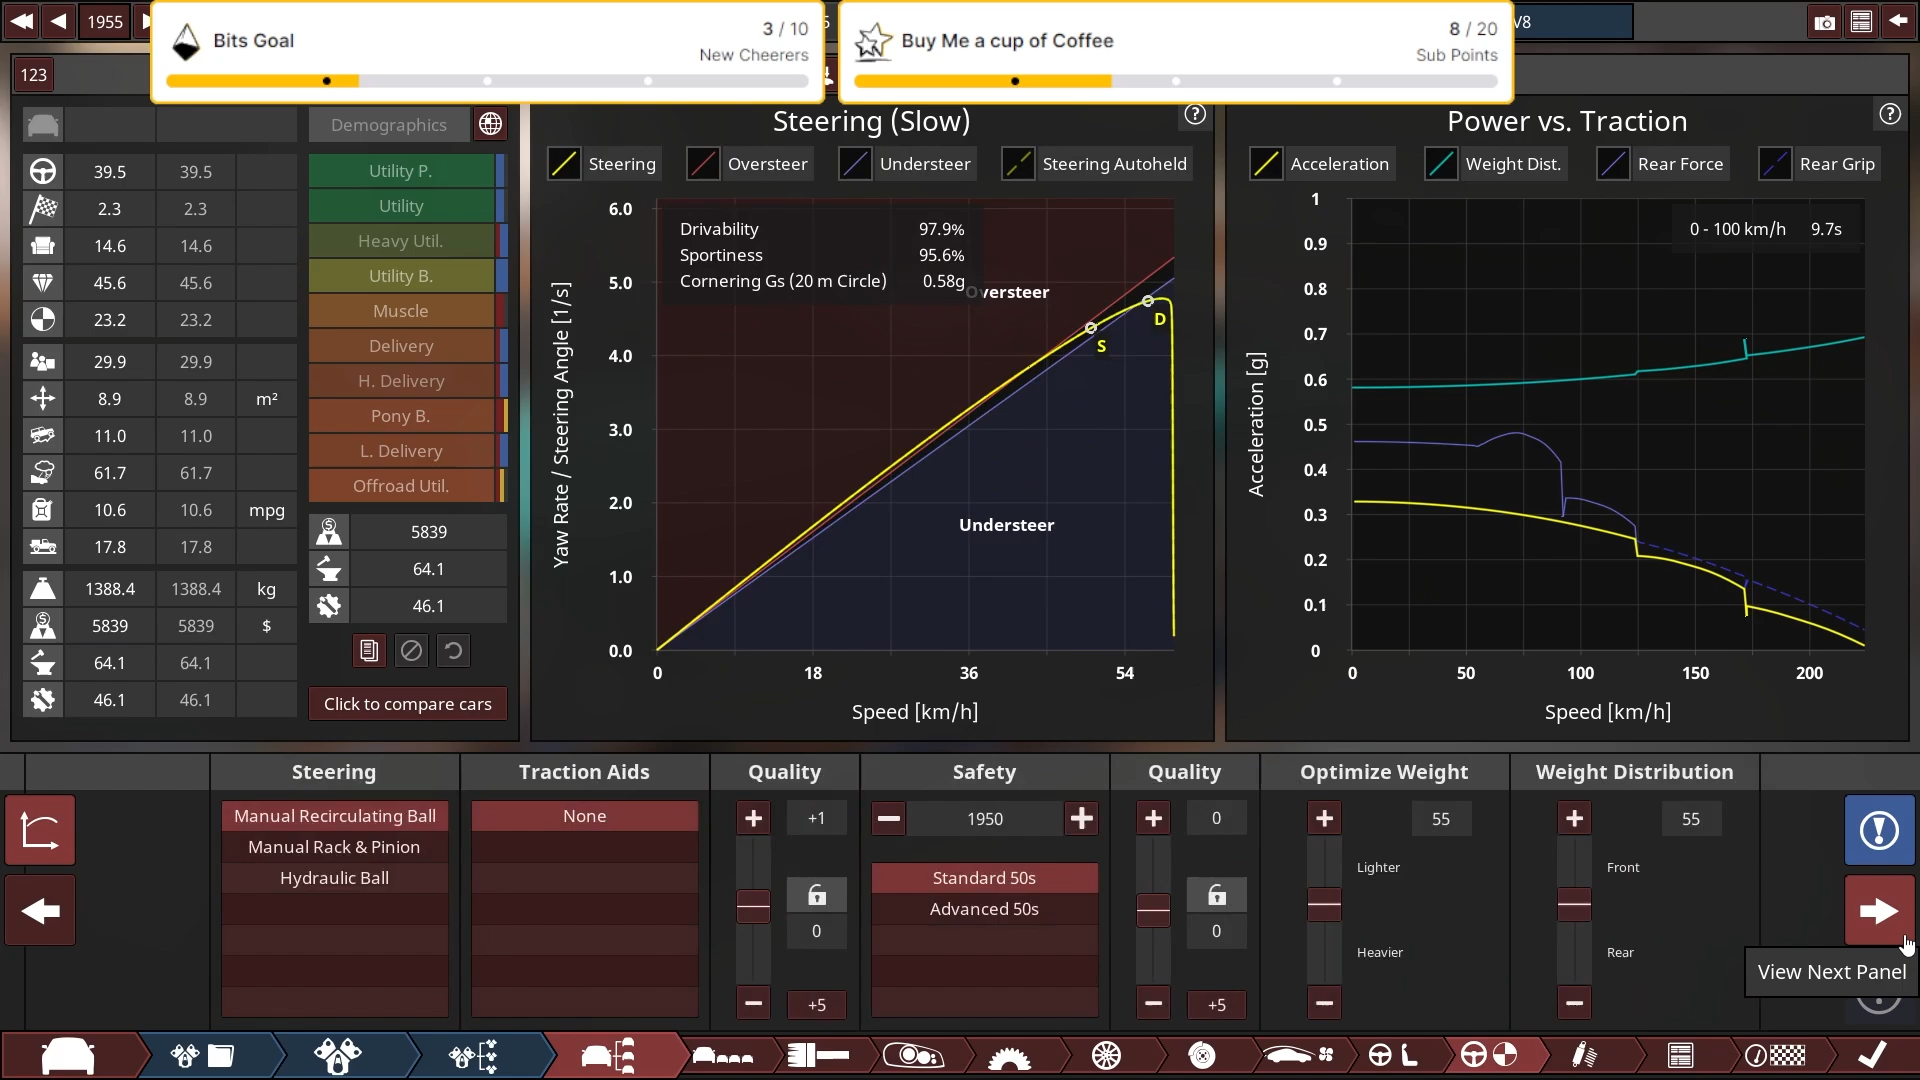 1955
Bits Goal
3 / 10
New Cheerers
5
Buy Me a cup of Coffee
8 / 20
Sub Points
V8
123
Demographics
39.5 39.5
2.3 2.3
14.6 14.6
45.6 45.6
23.2 23.2
29.9 29.9
8.9 8.9 m²
11.0 11.0
61.7 61.7
10.6 10.6 mpg
17.8 17.8
1388.4 1388.4 kg
5839 5839 $
64.1 64.1
46.1 46.1
Utility P.
Utility
Heavy Util.
Utility B.
Muscle
Delivery
H. Delivery
Pony B.
L. Delivery
Offroad Util.
5839
64.1
46.1
Click to compare cars
Steering (Slow)
?
Steering Oversteer Understeer Steering Autoheld
Drivability 97.9%
Sportiness 95.6%
Cornering Gs (20 m Circle) 0.58g
Oversteer
Understeer
S
D
Yaw Rate / Steering Angle [1/s]
6.0
5.0
4.0
3.0
2.0
1.0
0.0
0 18 36 54
Speed [km/h]
Power vs. Traction
?
Acceleration Weight Dist. Rear Force Rear Grip
0 - 100 km/h 9.7s
Acceleration [g]
1
0.9
0.8
0.7
0.6
0.5
0.4
0.3
0.2
0.1
0
0 50 100 150 200
Speed [km/h]
Steering
Manual Recirculating Ball
Manual Rack & Pinion
Hydraulic Ball
Traction Aids
None
Quality
+1
0
+5
Safety
1950
Standard 50s
Advanced 50s
Quality
0
0
+5
Optimize Weight
55
Lighter
Heavier
Weight Distribution
55
Front
Rear
View Next Panel